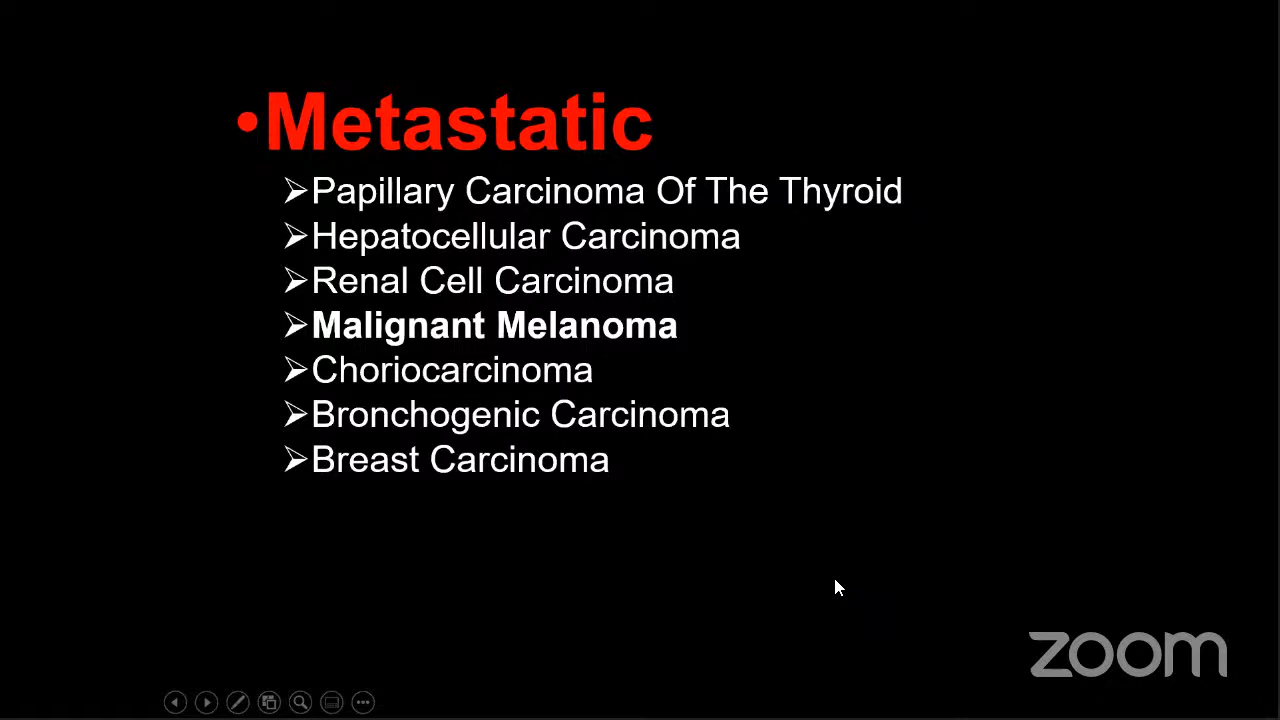 •Metastatic
➢Papillary Carcinoma Of The Thyroid
➢Hepatocellular Carcinoma
➢Renal Cell Carcinoma
➢Malignant Melanoma
➢Choriocarcinoma
➢Bronchogenic Carcinoma
➢Breast Carcinoma
zoom